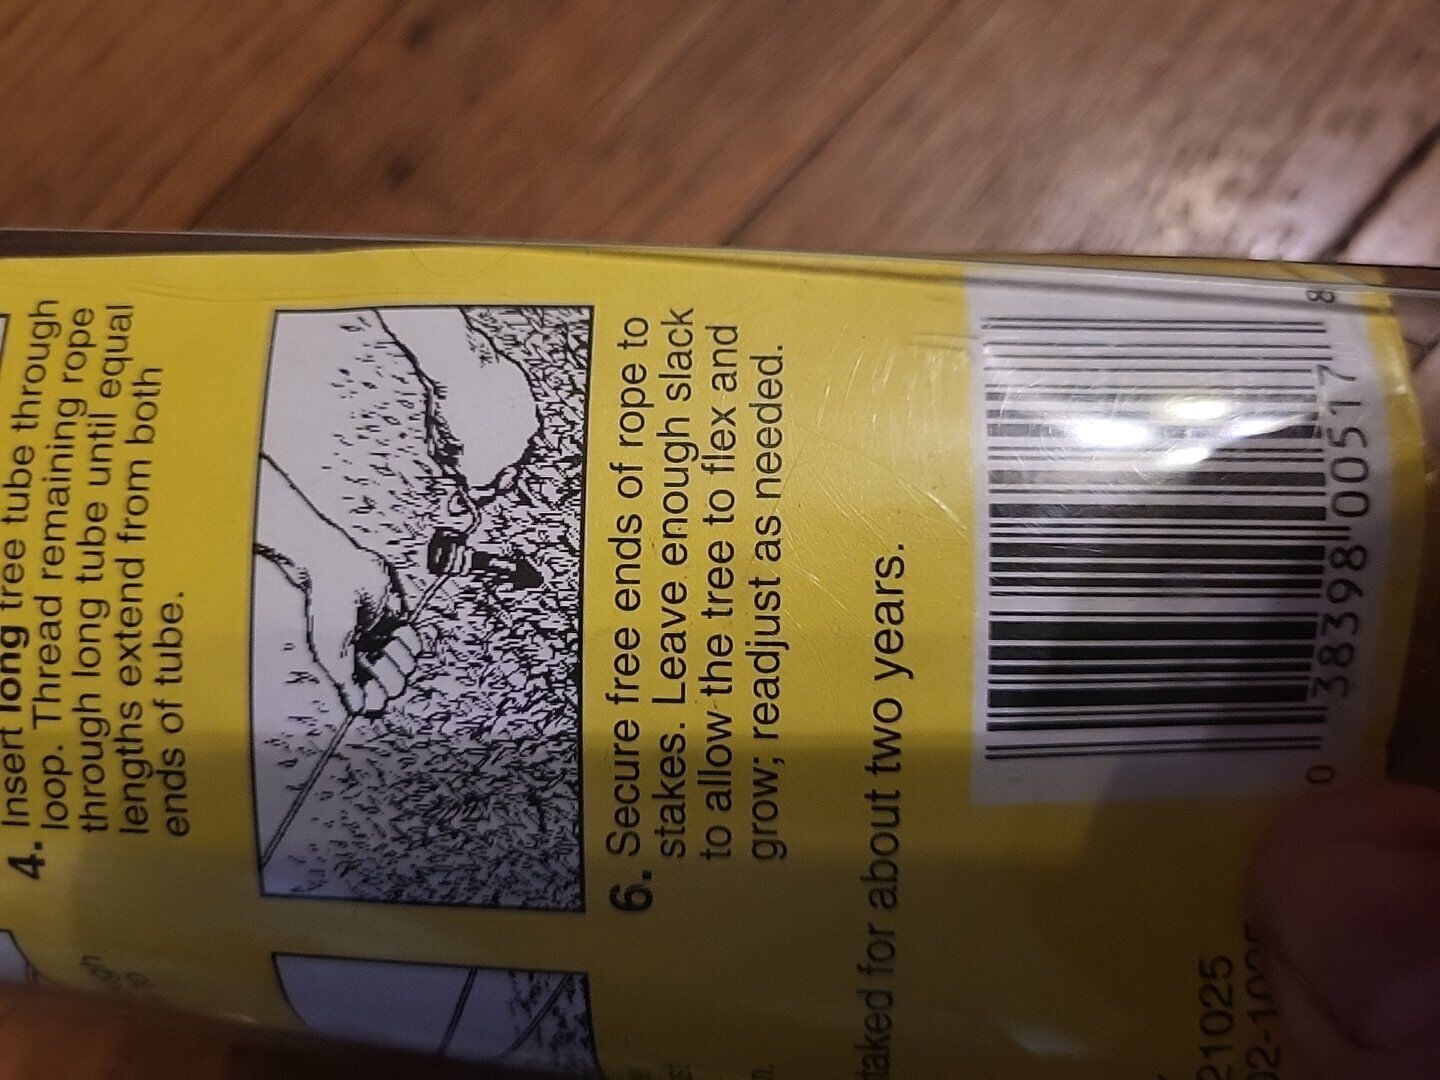 4. Insert long tree tube through
loop. Thread remaining rope
through long tube until equal
lengths extend from both
ends of tube.
6. Secure free ends of rope to
stakes. Leave enough slack
to allow the tree to flex and
grow; readjust as needed.
taked for about two years.
21025
0 38398 00517 8